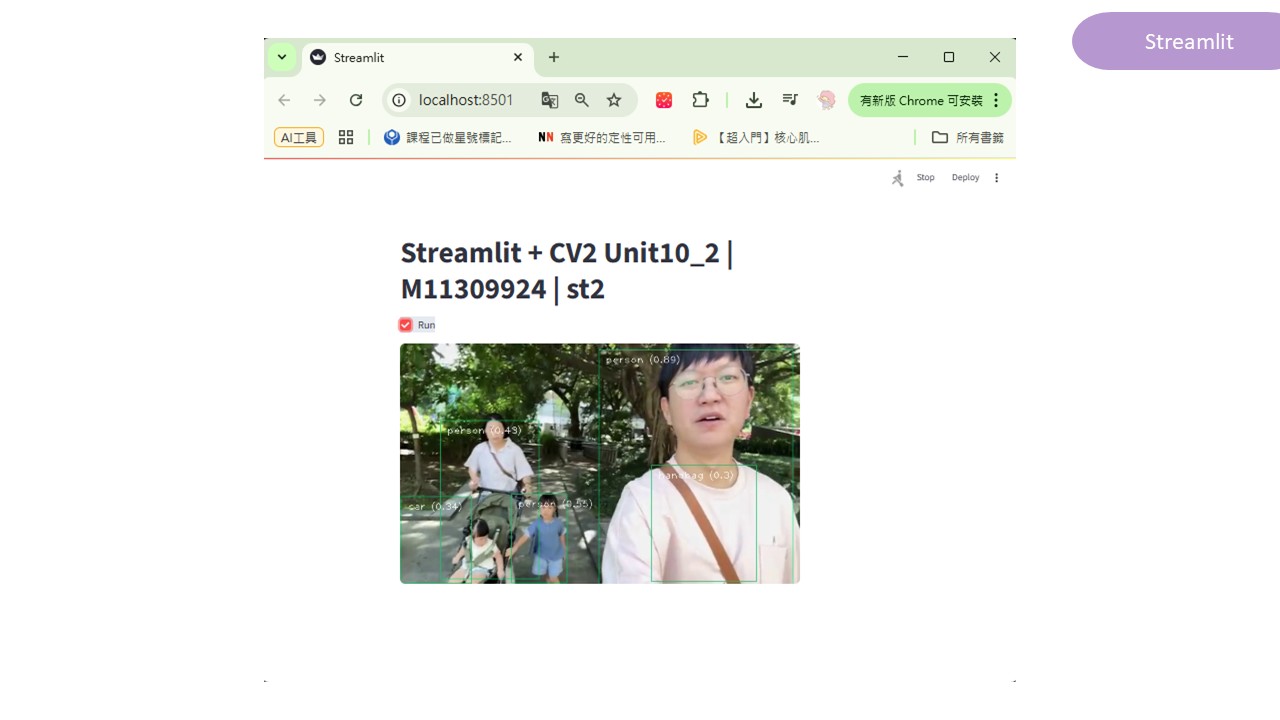 Streamlit
Streamlit
localhost:8501
有新版 Chrome 可安裝
AI工具
課程已做星號標記...
NN 寫更好的定性可用...
【超入門】核心肌...
所有書籤
Stop
Deploy
Streamlit + CV2 Unit10_2 |
M11309924 | st2
Run
person (0.89)
person (0.43)
handbag (0.3)
car (0.34)
person (0.55)